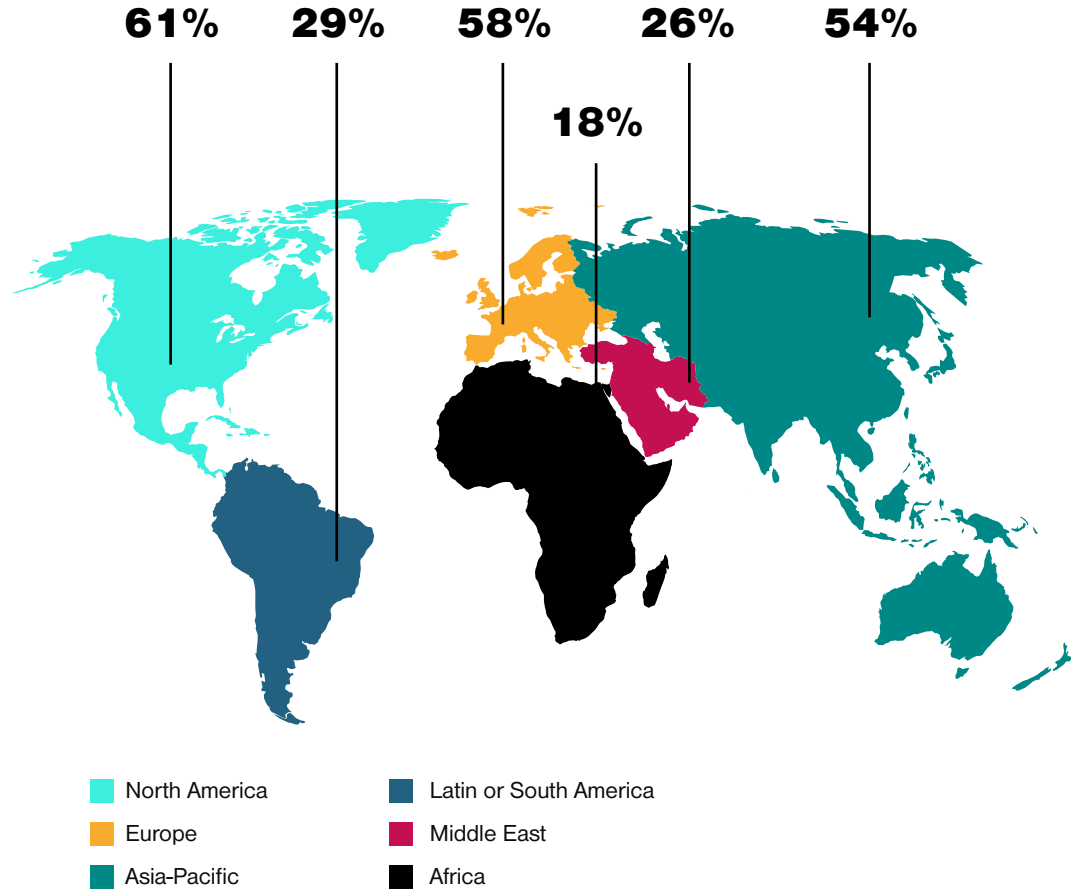 61% 29% 58% 26% 54%
18%
North America
Europe
Asia-Pacific
Latin or South America
Middle East
Africa